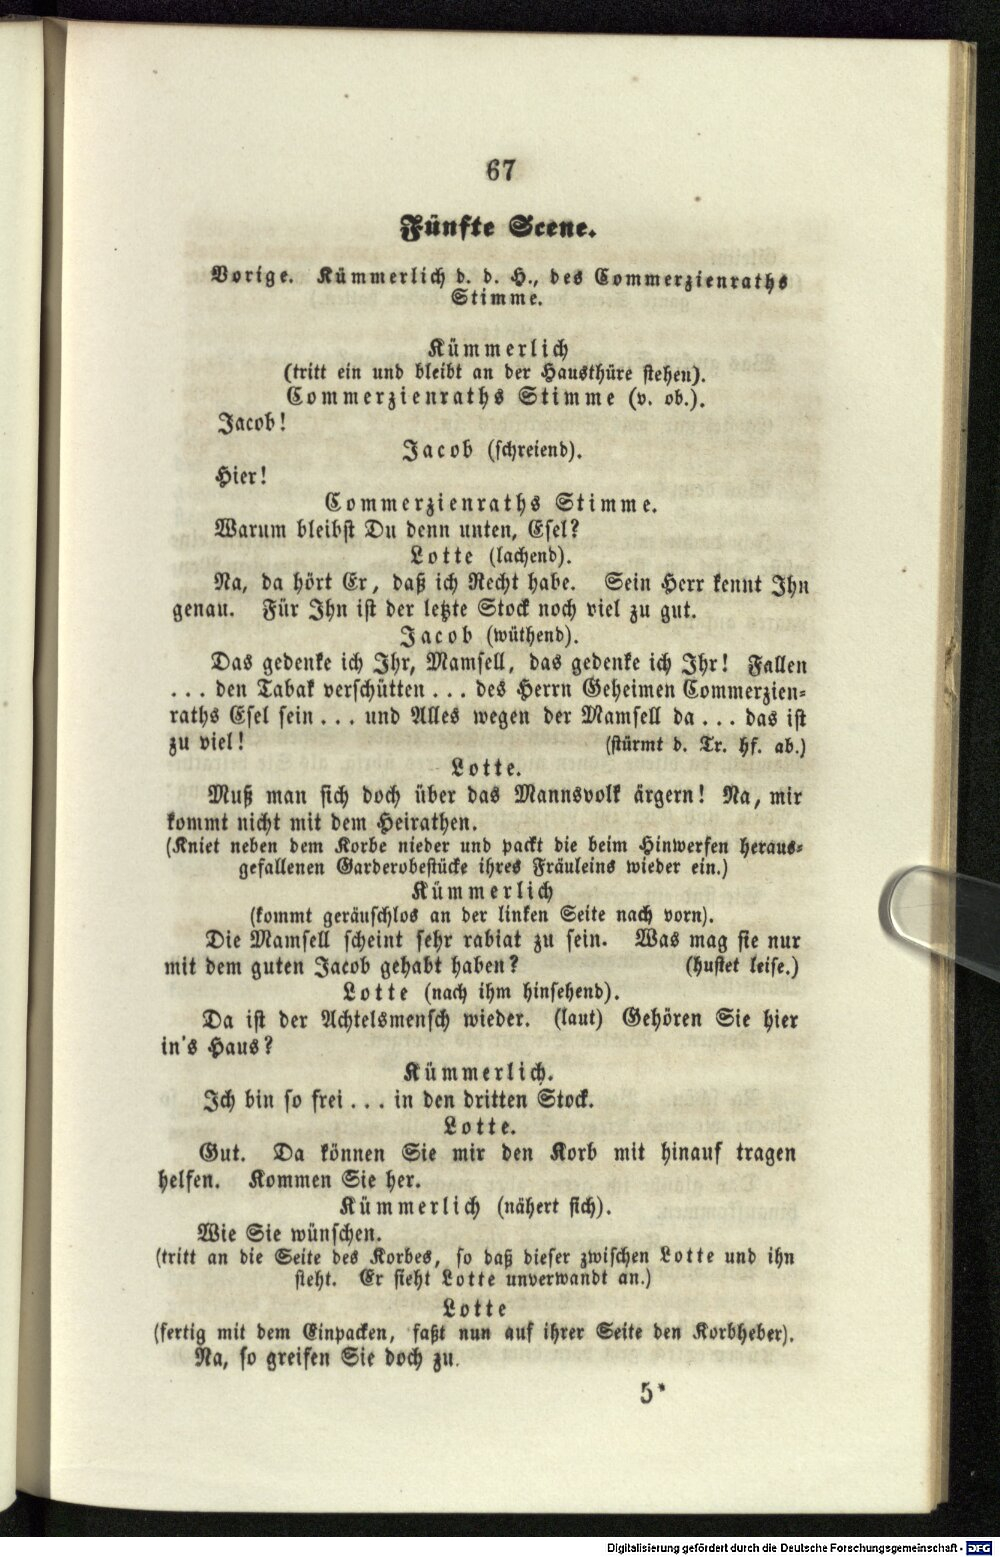 67
Fünfte Scene.
Vorige. Kümmerlich d. d. H., des Commerzienraths
Stimme.
Kümmerlich
(tritt ein und bleibt an der Hausthüre stehen).
Commerzienraths Stimme (v. ob.).
Jacob!
Jacob (schreiend).
Hier!
Commerzienraths Stimme.
Warum bleibst Du denn unten, Esel?
Lotte (lachend).
Na, da hört Er, daß ich Recht habe. Sein Herr kennt Ihn
genau. Für Ihn ist der letzte Stock noch viel zu gut.
Jacob (wüthend).
Das gedenke ich Ihr, Mamsell, das gedenke ich Ihr! Fallen
... den Tabak verschütten ... des Herrn Geheimen Commerzien-
raths Esel sein ... und Alles wegen der Mamsell da ... das ist
zu viel! (stürmt d. Tr. hf. ab.)
Lotte.
Muß man sich doch über das Mannsvolk ärgern! Na, mir
kommt nicht mit dem Heirathen.
(Kniet neben dem Korbe nieder und packt die beim Hinwerfen heraus-
gefallenen Garderobestücke ihres Fräuleins wieder ein.)
Kümmerlich
(kommt geräuschlos an der linken Seite nach vorn).
Die Mamsell scheint sehr rabiat zu sein. Was mag sie nur
mit dem guten Jacob gehabt haben? (hustet leise.)
Lotte (nach ihm hinsehend).
Da ist der Achtelsmensch wieder. (laut) Gehören Sie hier
in's Haus?
Kümmerlich.
Ich bin so frei ... in den dritten Stock.
Lotte.
Gut. Da können Sie mir den Korb mit hinauf tragen
helfen. Kommen Sie her.
Kümmerlich (nähert sich).
Wie Sie wünschen.
(tritt an die Seite des Korbes, so daß dieser zwischen Lotte und ihn
steht. Er sieht Lotte unverwandt an.)
Lotte
(fertig mit dem Einpacken, faßt nun auf ihrer Seite den Korbheber).
Na, so greifen Sie doch zu.
5*
Digitalisierung gefördert durch die Deutsche Forschungsgemeinschaft - DFG